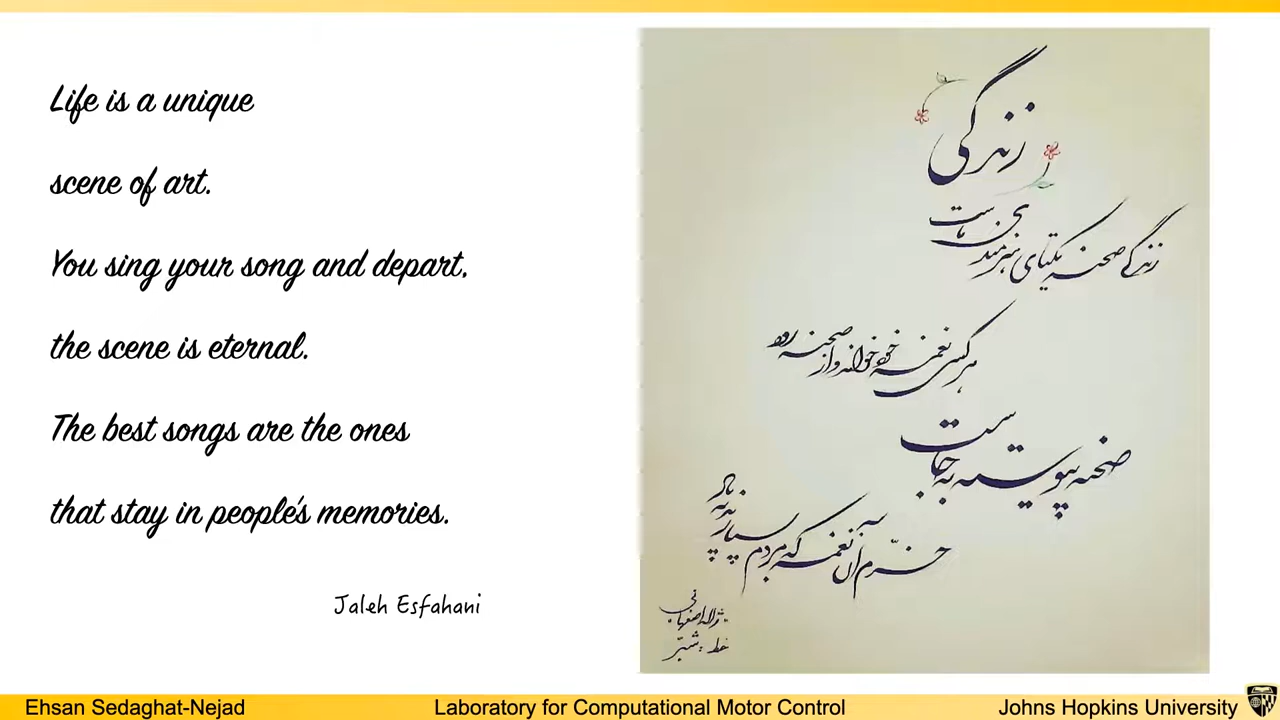 Life is a unique
scene of art.
You sing your song and depart,
the scene is eternal.
The best songs are the ones
that stay in people's memories.
Jaleh Esfahani
زندگی
زندگی صحنه یکتای هنرمندی ماست
هر کسی نغمه خود خواند و از صحنه رود
صحنه پیوسته به جاست
خرم آن نغمه که مردم بسپارند به یاد
ژاله اصفهانی
خط:
Ehsan Sedaghat-Nejad
Laboratory for Computational Motor Control
Johns Hopkins University